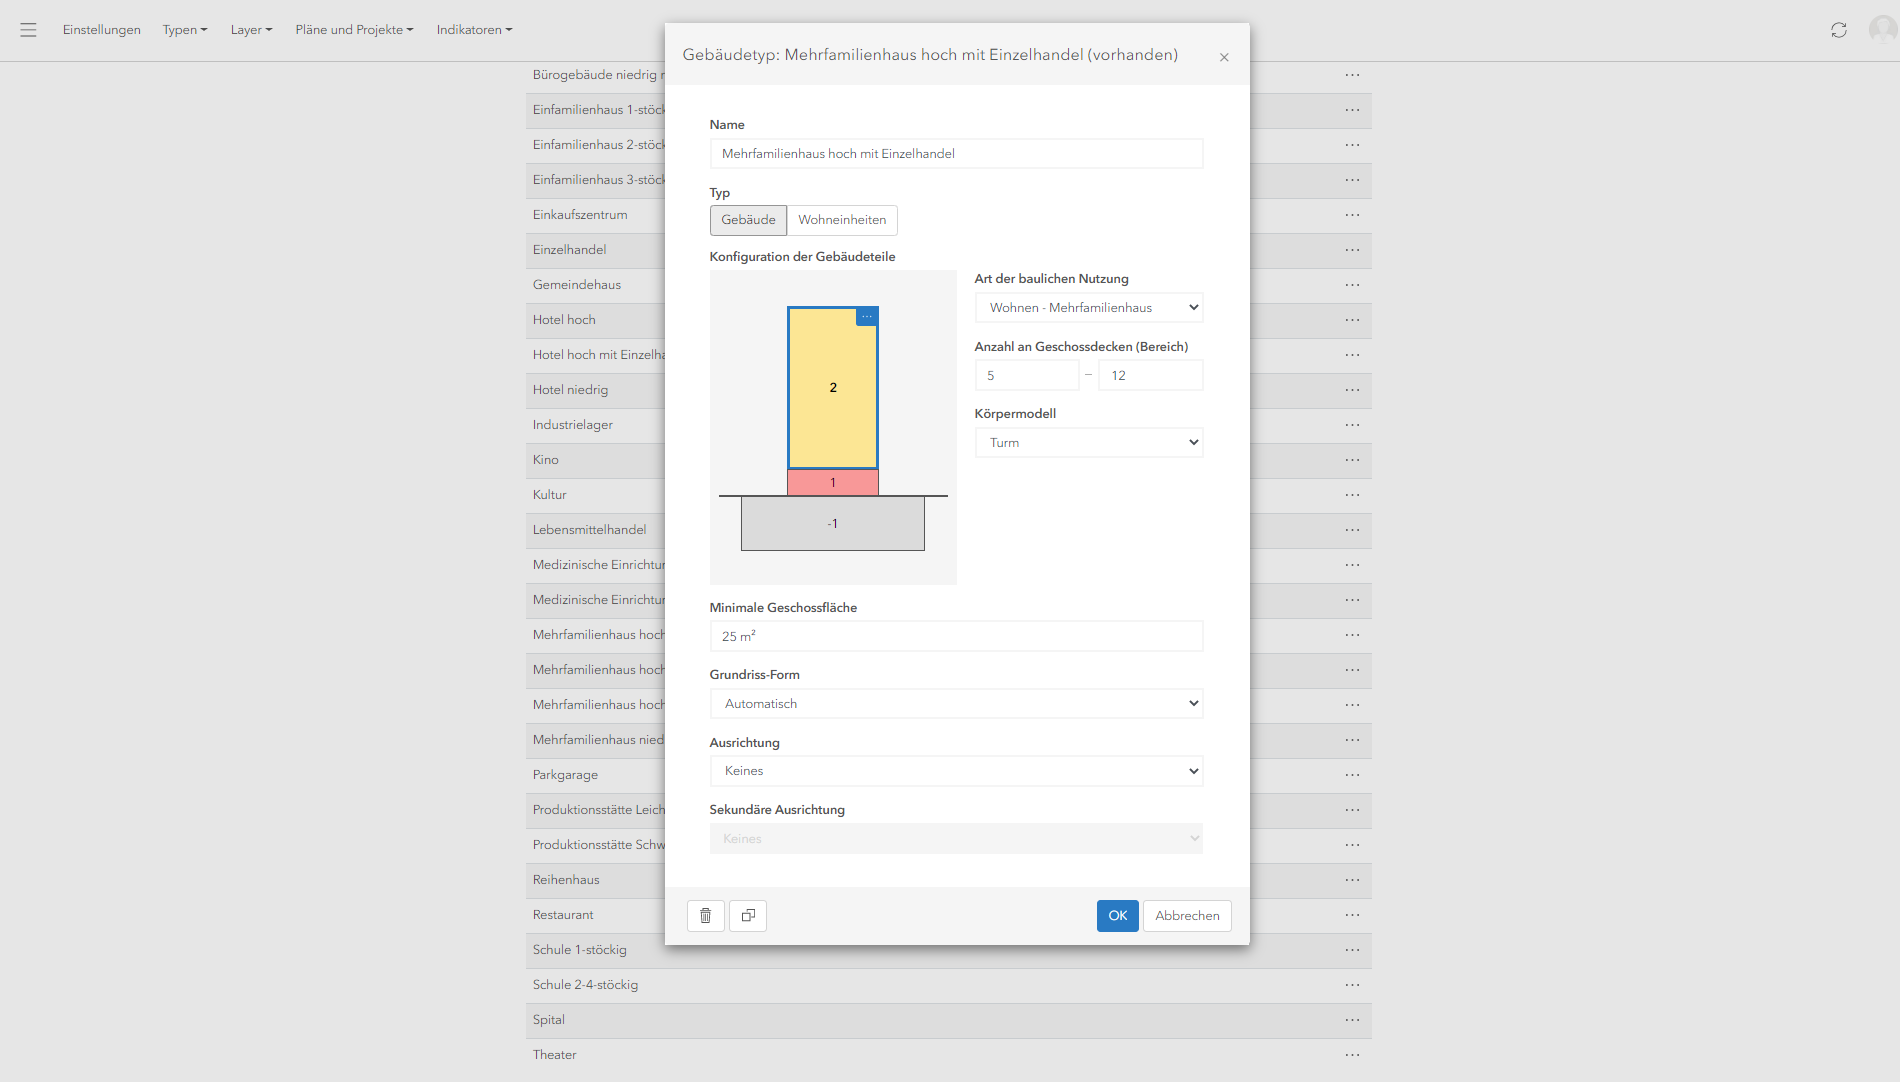 Einstellungen Typen Layer Pläne und Projekte Indikatoren
Gebäudetyp: Mehrfamilienhaus hoch mit Einzelhandel (vorhanden) ×
Name
Mehrfamilienhaus hoch mit Einzelhandel
Typ
Gebäude Wohneinheiten
Konfiguration der Gebäudeteile
...
2
1
-1
Art der baulichen Nutzung
Wohnen - Mehrfamilienhaus
Anzahl an Geschossdecken (Bereich)
5 – 12
Körpermodell
Turm
Minimale Geschossfläche
25 m²
Grundriss-Form
Automatisch
Ausrichtung
Keines
Sekundäre Ausrichtung
Keines
OK Abbrechen
Bürogebäude niedrig ...
Einfamilienhaus 1-stöck ...
Einfamilienhaus 2-stöck ...
Einfamilienhaus 3-stöck ...
Einkaufszentrum ...
Einzelhandel ...
Gemeindehaus ...
Hotel hoch ...
Hotel hoch mit Einzelha ...
Hotel niedrig ...
Industrielager ...
Kino ...
Kultur ...
Lebensmittelhandel ...
Medizinische Einrichtu ...
Medizinische Einrichtu ...
Mehrfamilienhaus hoch ...
Mehrfamilienhaus hoch ...
Mehrfamilienhaus hoch ...
Mehrfamilienhaus nied ...
Parkgarage ...
Produktionsstätte Leich ...
Produktionsstätte Schw ...
Reihenhaus ...
Restaurant ...
Schule 1-stöckig ...
Schule 2-4-stöckig ...
Spital ...
Theater ...